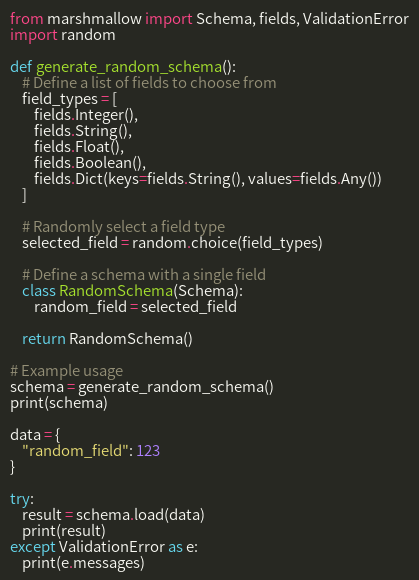 from marshmallow import Schema, fields, ValidationError
import random

def generate_random_schema():
    # Define a list of fields to choose from
    field_types = [
        fields.Integer(),
        fields.String(),
        fields.Float(),
        fields.Boolean(),
        fields.Dict(keys=fields.String(), values=fields.Any())
    ]

    # Randomly select a field type
    selected_field = random.choice(field_types)

    # Define a schema with a single field
    class RandomSchema(Schema):
        random_field = selected_field

    return RandomSchema()

# Example usage
schema = generate_random_schema()
print(schema)

data = {
    "random_field": 123
}

try:
    result = schema.load(data)
    print(result)
except ValidationError as e:
    print(e.messages)